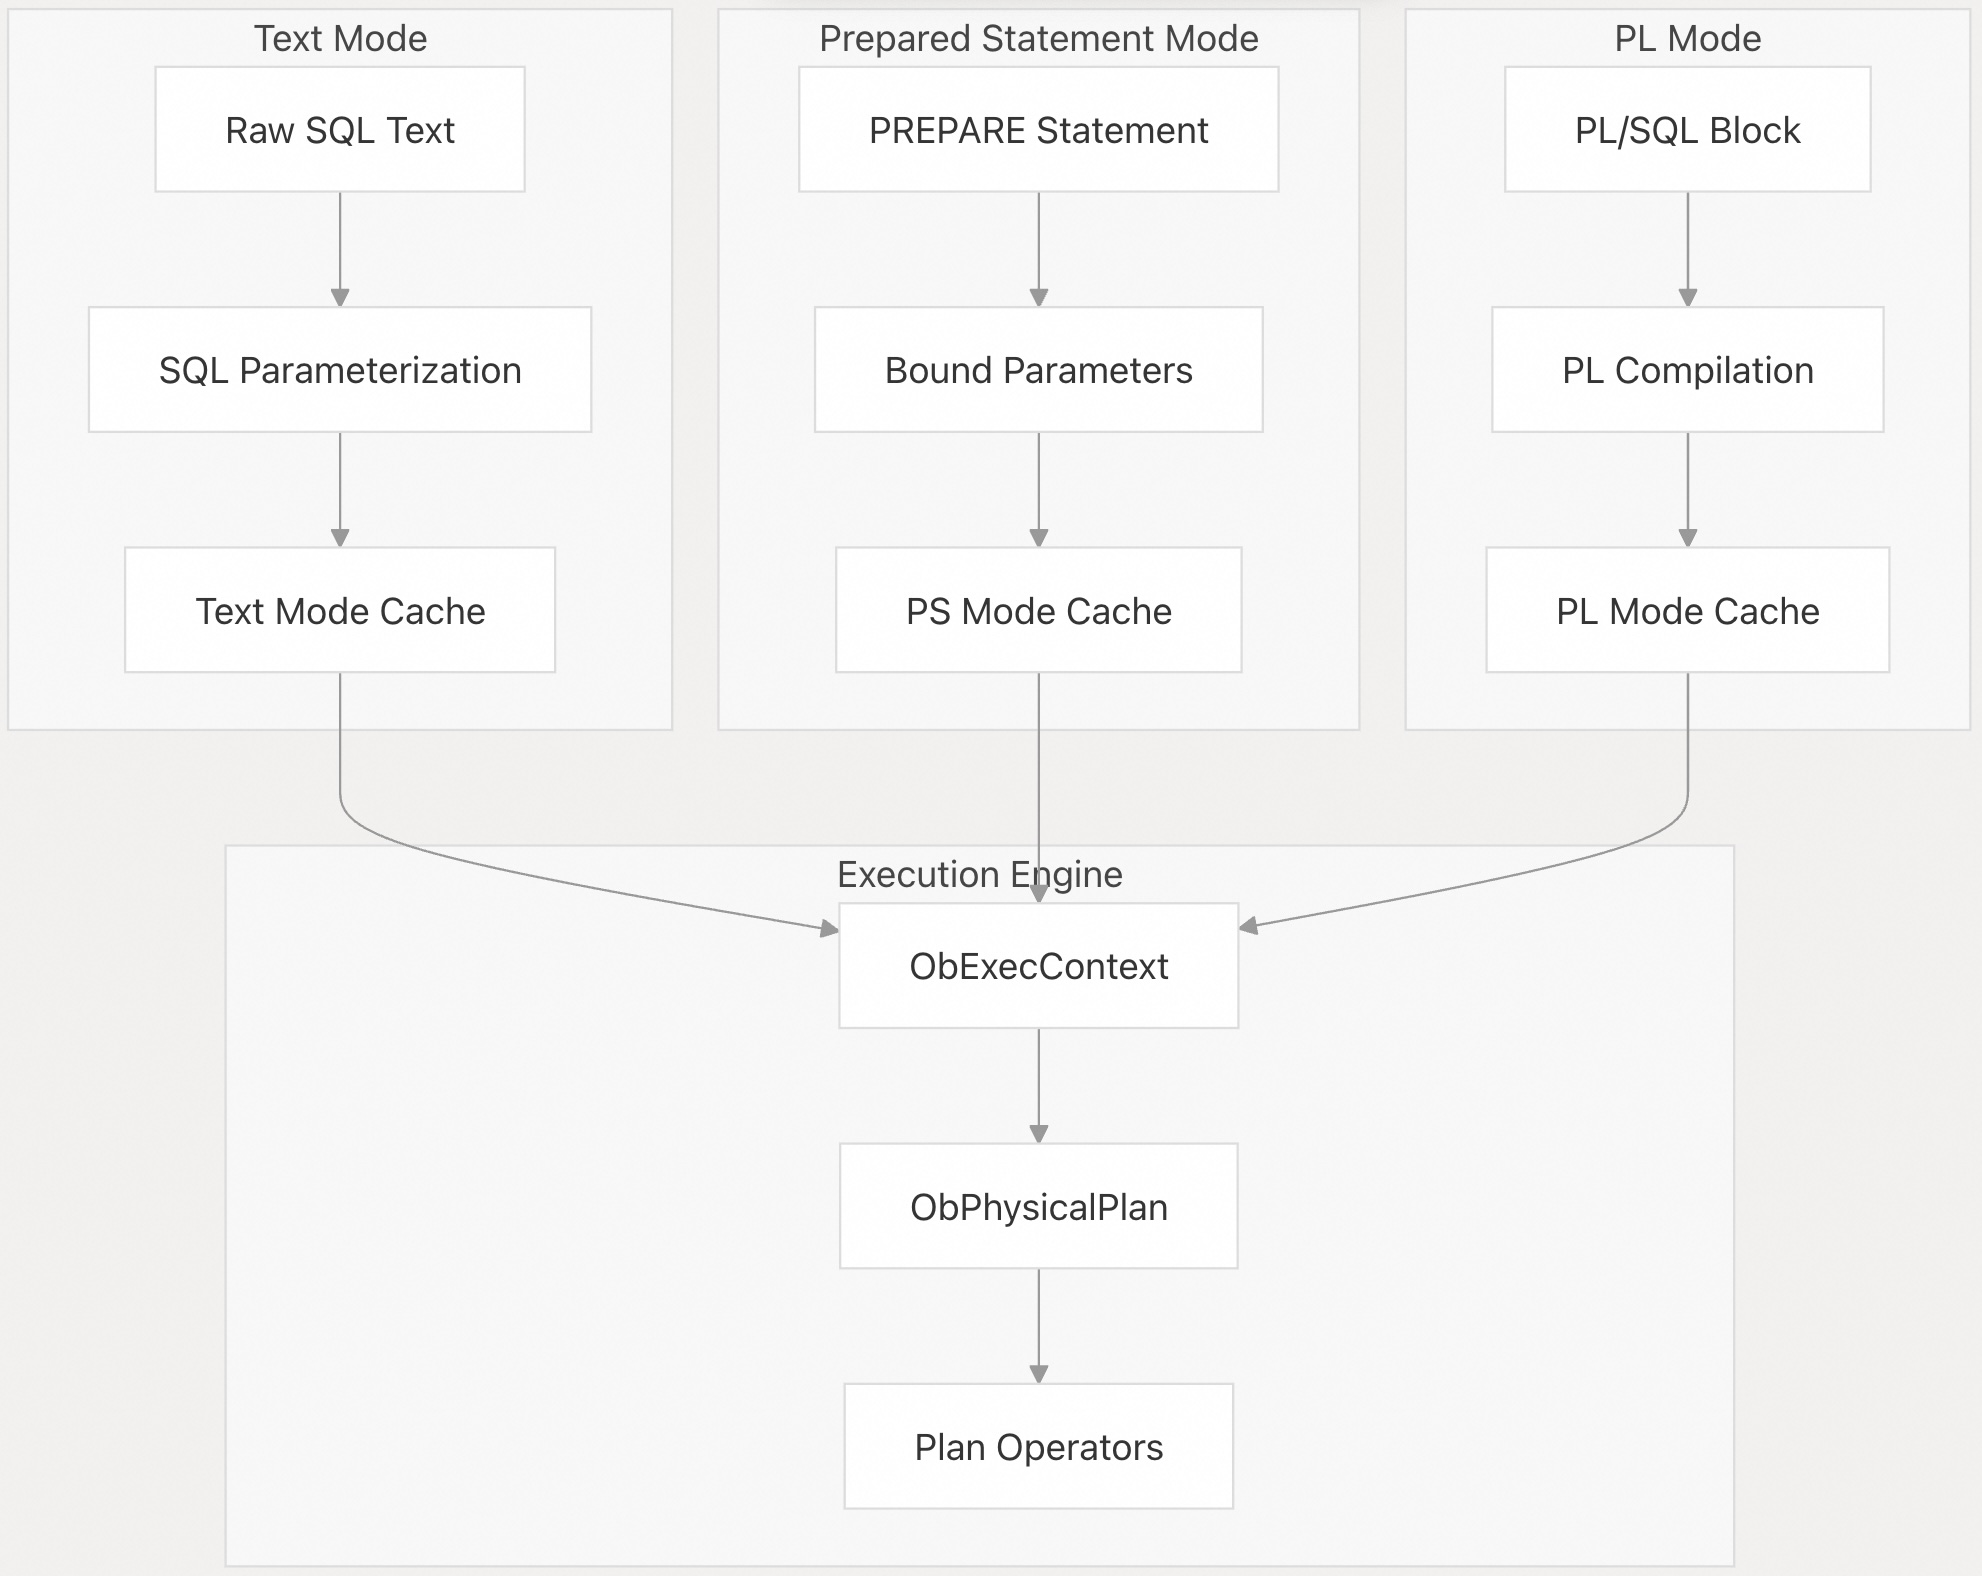 Text Mode
Raw SQL Text
SQL Parameterization
Text Mode Cache
Prepared Statement Mode
PREPARE Statement
Bound Parameters
PS Mode Cache
PL Mode
PL/SQL Block
PL Compilation
PL Mode Cache
Execution Engine
ObExecContext
ObPhysicalPlan
Plan Operators